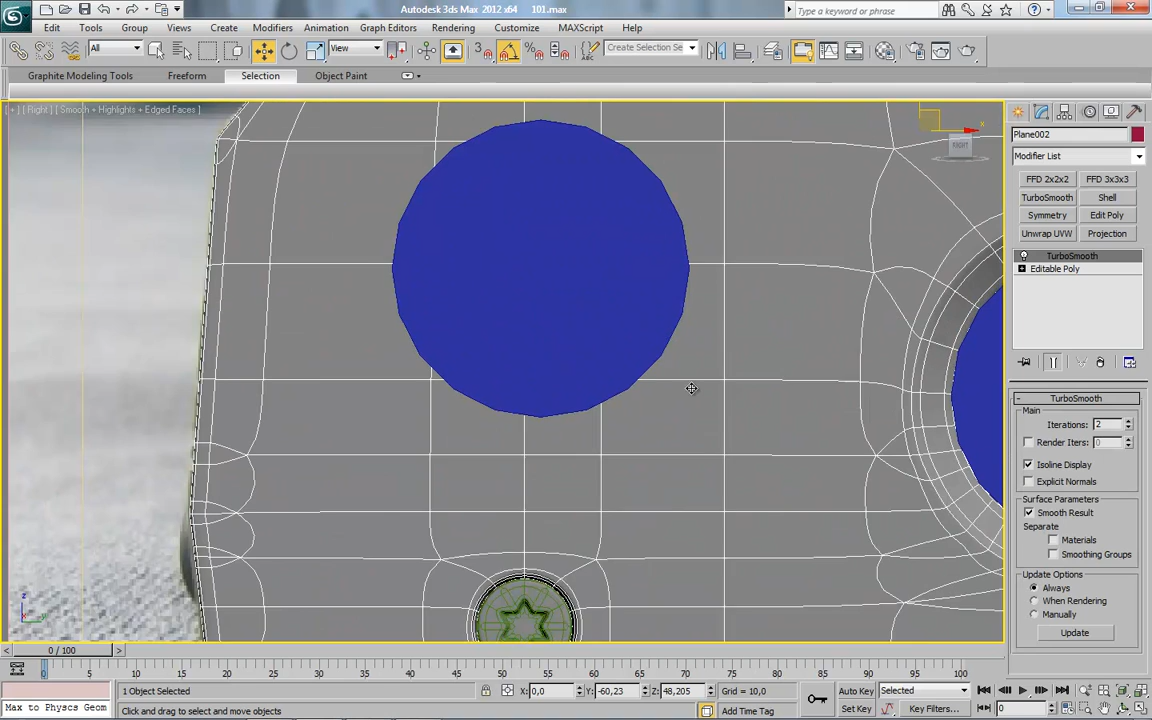 Autodesk 3ds Max 2012 x64 101.max
Type a keyword or phrase
Edit Tools Group Views Create Modifiers Animation Graph Editors Rendering Customize MAXScript Help
All View 3 Create Selection Se
Graphite Modeling Tools Freeform Selection Object Paint
[ + ] [ Right ] [ Smooth + Highlights + Edged Faces ]
x
RIGHT
Plane002
Modifier List
FFD 2x2x2 FFD 3x3x3
TurboSmooth Shell
Symmetry Edit Poly
Unwrap UVW Projection
TurboSmooth
Editable Poly
TurboSmooth
Main
Iterations: 2
Render Iters: 0
Isoline Display
Explicit Normals
Surface Parameters
Smooth Result
Separate
Materials
Smoothing Groups
Update Options
Always
When Rendering
Manually
Update
z
0 / 100
0 5 10 15 20 25 30 35 40 45 50 55 60 65 70 75 80 85 90 95 100
1 Object Selected X: 0,0 Y: -60,23 Z: 48,205 Grid = 10,0 Auto Key Selected
Max to Physcs Geom Click and drag to select and move objects Add Time Tag Set Key Key Filters... 0